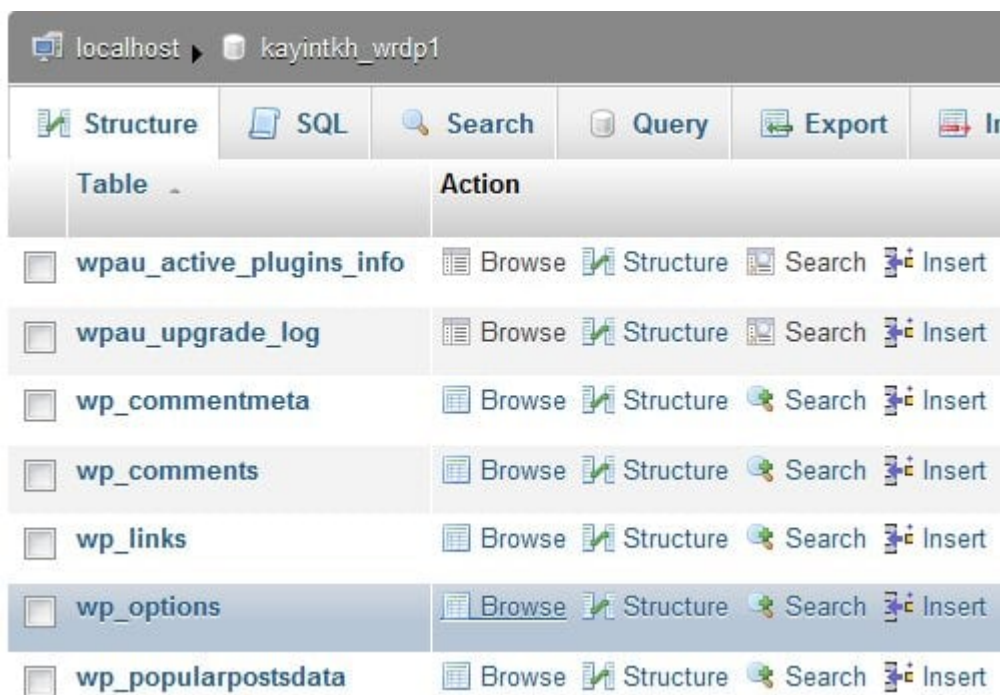 localhost kayintkh_wrdp1
Structure SQL Search Query Export
Table Action
wpau_active_plugins_info Browse Structure Search Insert
wpau_upgrade_log Browse Structure Search Insert
wp_commentmeta Browse Structure Search Insert
wp_comments Browse Structure Search Insert
wp_links Browse Structure Search Insert
wp_options Browse Structure Search Insert
wp_popularpostsdata Browse Structure Search Insert